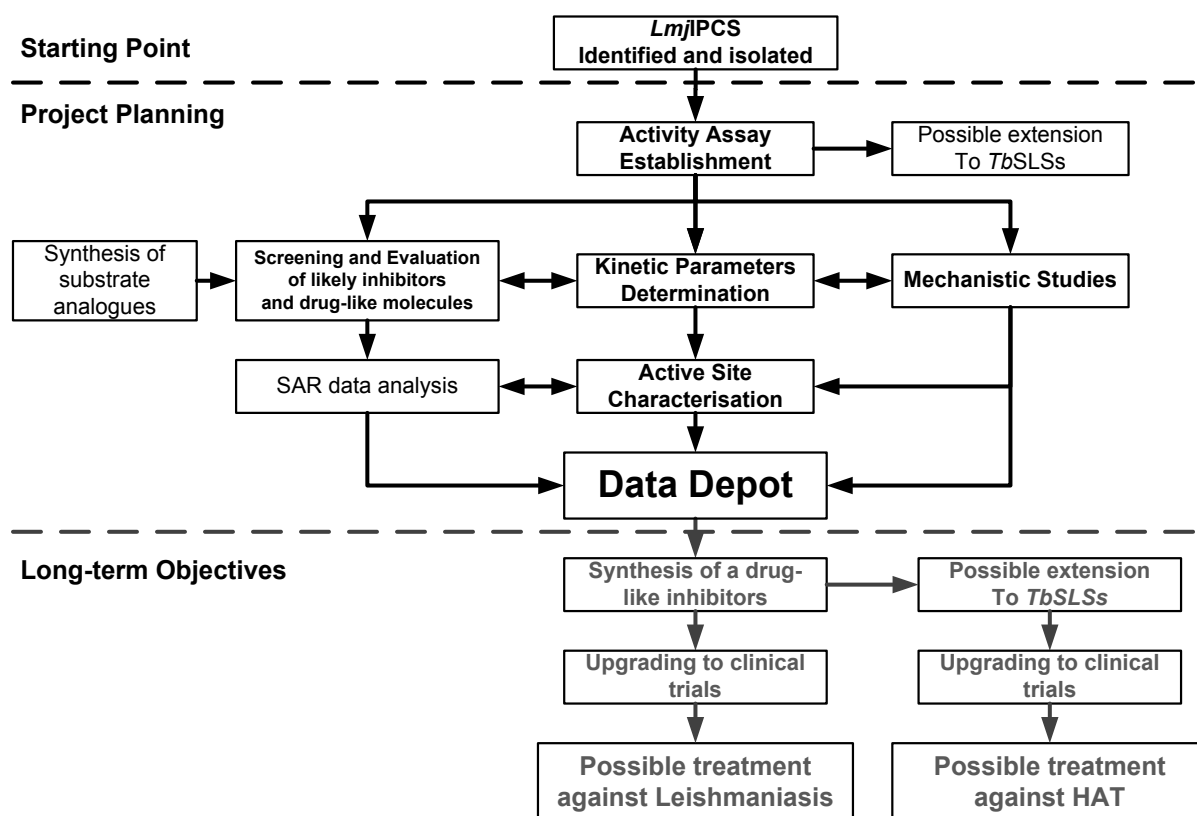 Starting Point
LmjIPCS
Identified and isolated
Project Planning
Activity Assay
Establishment
Possible extension
To TbSLSs
Synthesis of
substrate
analogues
Screening and Evaluation
of likely inhibitors
and drug-like molecules
Kinetic Parameters
Determination
Mechanistic Studies
SAR data analysis
Active Site
Characterisation
Data Depot
Long-term Objectives
Synthesis of a drug-
like inhibitors
Possible extension
To TbSLSs
Upgrading to clinical
trials
Upgrading to clinical
trials
Possible treatment
against Leishmaniasis
Possible treatment
against HAT